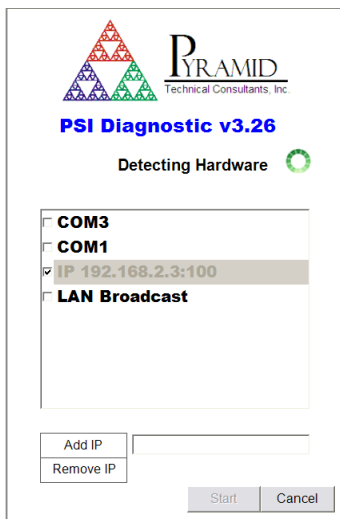 PYRAMID
Technical Consultants, Inc.
PSI Diagnostic v3.26
Detecting Hardware
COM3
COM1
IP 192.168.2.3:100
LAN Broadcast
Add IP
Remove IP
Start
Cancel